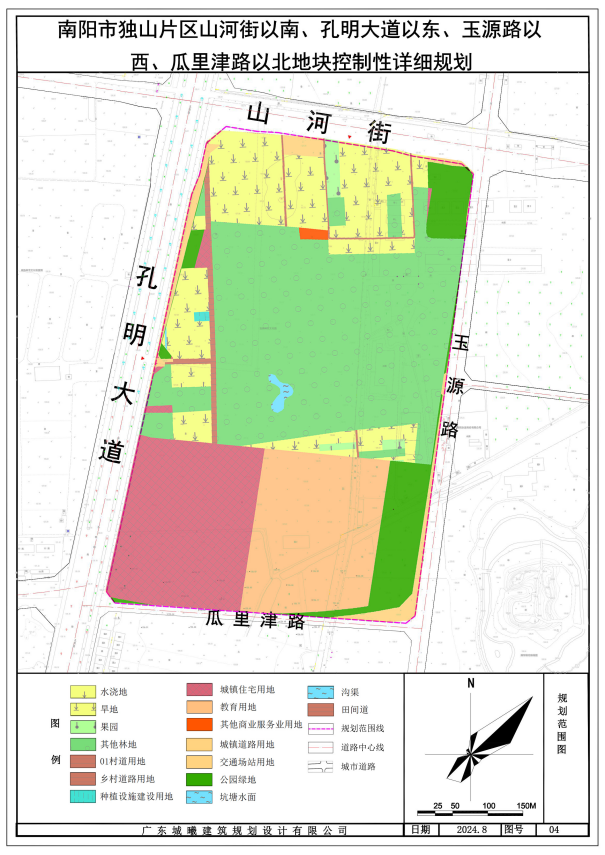 南阳市独山片区山河街以南、孔明大道以东、玉源路以
西、瓜里津路以北地块控制性详细规划
山河街
孔明大道
玉源路
瓜里津路
图例
水浇地
旱地
果园
其他林地
01村道用地
乡村道路用地
种植设施建设用地
城镇住宅用地
教育用地
其他商业服务业用地
城镇道路用地
交通场站用地
公园绿地
坑塘水面
沟渠
田间道
规划范围线
道路中心线
城市道路
N
25 50 100 150M
规划范围图
广东城曦建筑规划设计有限公司
日期 2024.8 图号 04